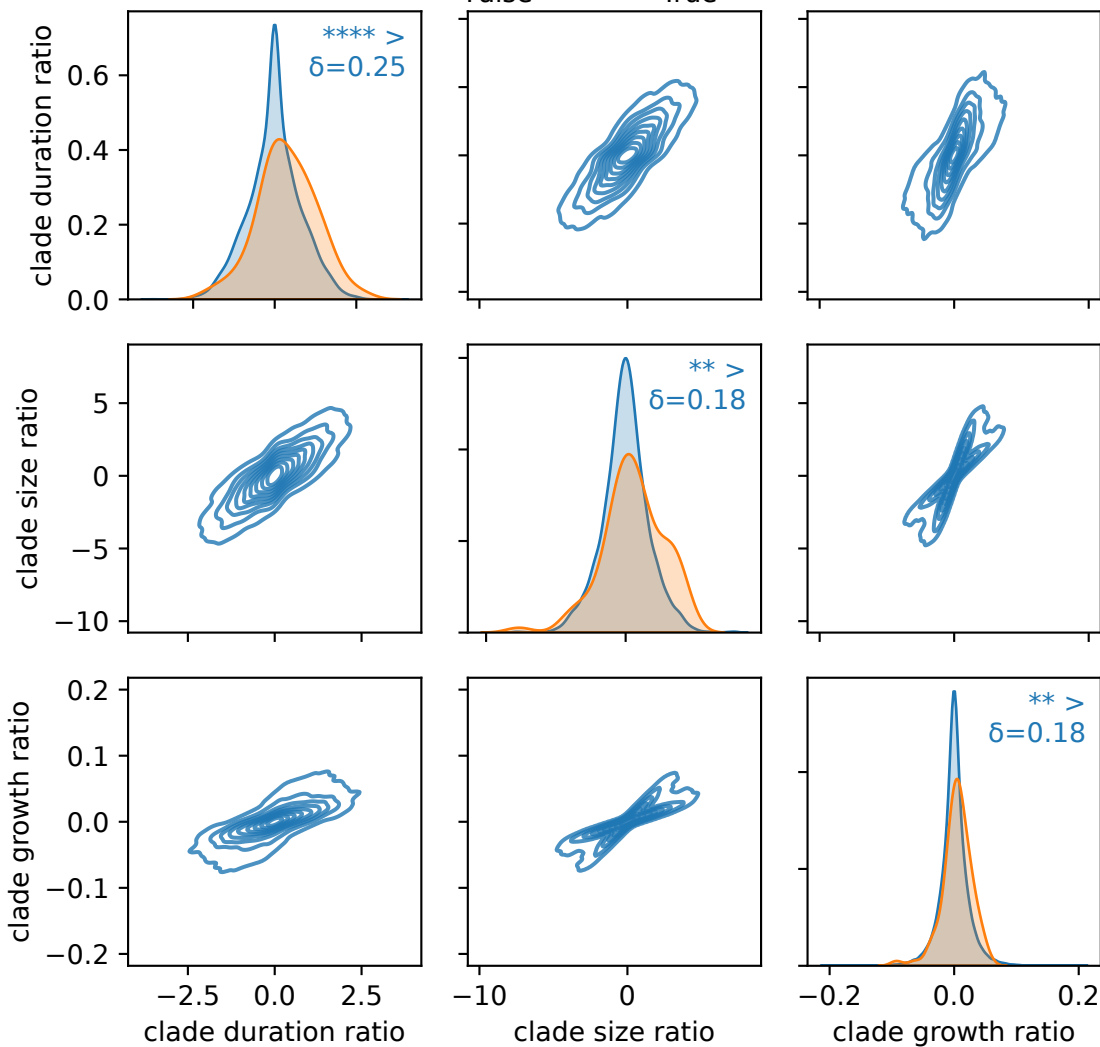 True
clade duration ratio
0.6
0.4
0.2
0.0
**** >
δ=0.25
clade size ratio
5
0
−5
−10
** >
δ=0.18
clade growth ratio
0.2
0.1
0.0
−0.1
−0.2
** >
δ=0.18
−2.5 0.0 2.5
−10 0
−0.2 0.0 0.2
clade duration ratio
clade size ratio
clade growth ratio